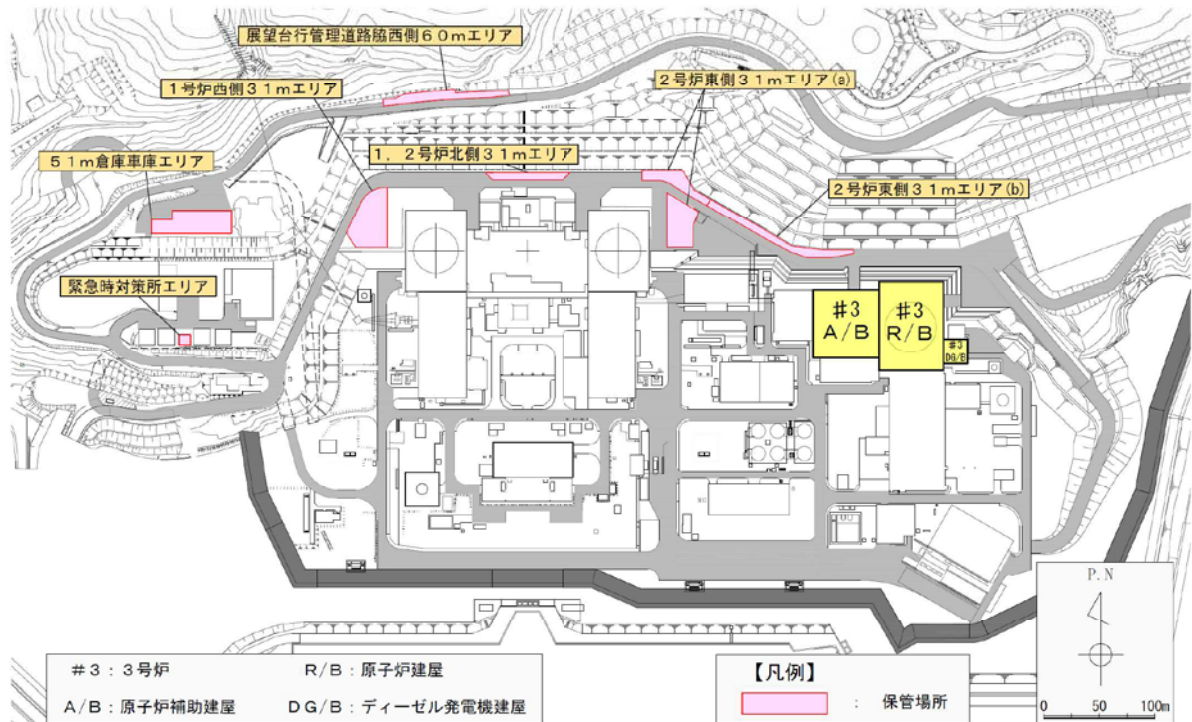 展望台行管理道路脇西側60mエリア
1号炉西側31mエリア
2号炉東側31mエリア(a)
51m倉庫車庫エリア
1,2号炉北側31mエリア
2号炉東側31mエリア(b)
緊急時対策所エリア
#3
A/B
#3
R/B
#3
DG/B
P.N
#3:3号炉
R/B:原子炉建屋
A/B:原子炉補助建屋
DG/B:ディーゼル発電機建屋
【凡例】
:保管場所
0 50 100m